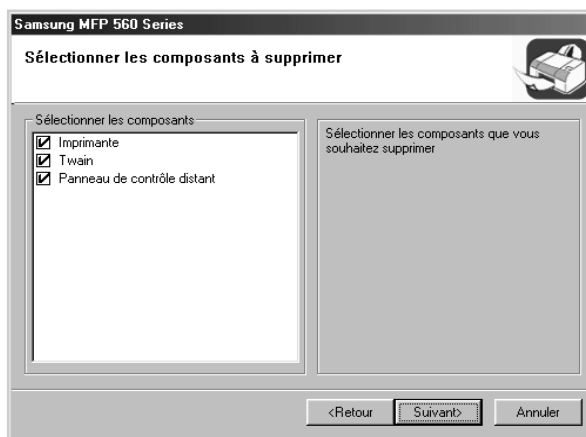 Samsung MFP 560 Series
Sélectionner les composants à supprimer
Sélectionner les composants
Imprimante
Twain
Panneau de contrôle distant
Sélectionner les composants que vous
souhaitez supprimer
<Retour
Suivant>
Annuler